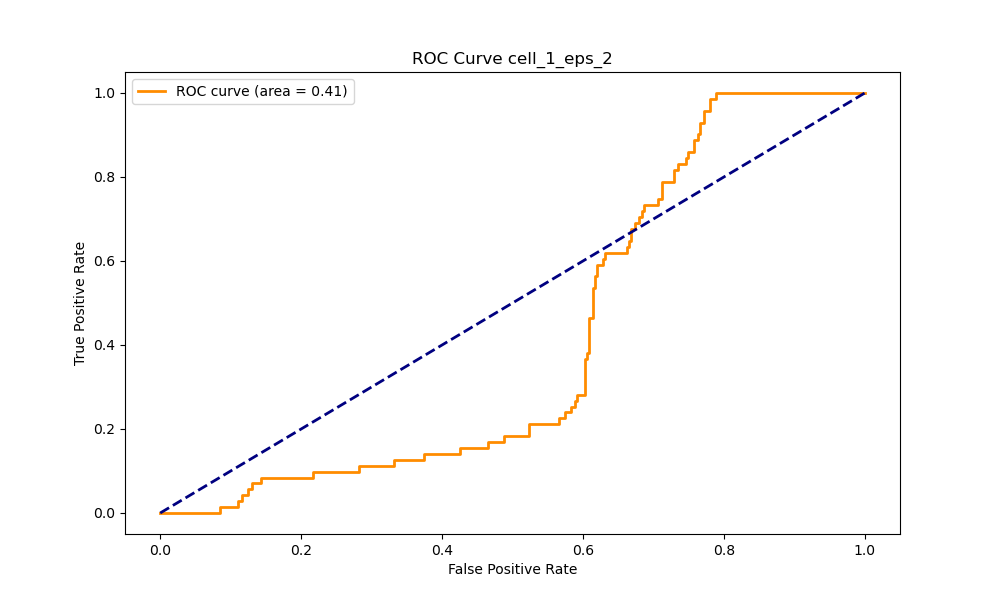 ROC Curve cell_1_eps_2
ROC curve (area = 0.41)
1.0
0.8
0.6
0.4
0.2
0.0
True Positive Rate
0.0 0.2 0.4 0.6 0.8 1.0
False Positive Rate